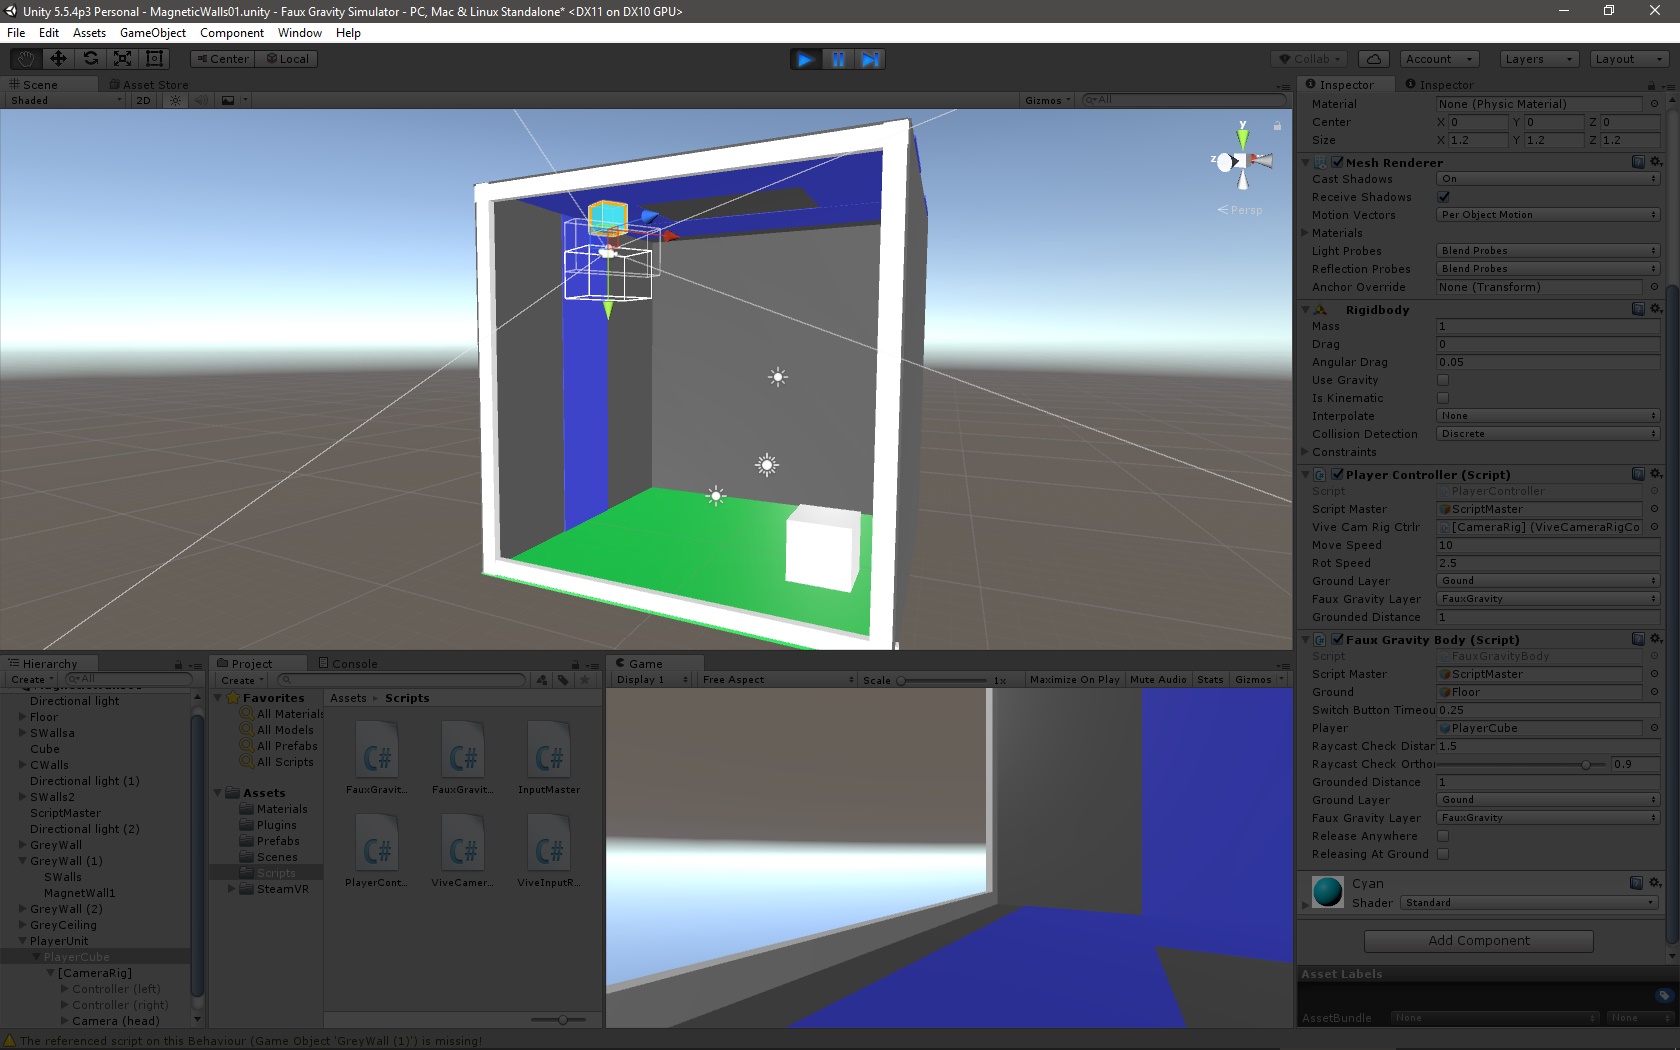 Unity 5.5.4p3 Personal - MagneticWalls01.unity - Faux Gravity Simulator - PC, Mac & Linux Standalone* <DX11 on DX10 GPU>
File Edit Assets GameObject Component Window Help
Center Local
Collab Account Layers Layout
Scene Asset Store
Shaded 2D Gizmos All
y
z
Persp
Inspector Inspector
Material None (Physic Material)
Center X 0 Y 0 Z 0
Size X 1.2 Y 1.2 Z 1.2
Mesh Renderer
Cast Shadows On
Receive Shadows
Motion Vectors Per Object Motion
Materials
Light Probes Blend Probes
Reflection Probes Blend Probes
Anchor Override None (Transform)
Rigidbody
Mass 1
Drag 0
Angular Drag 0.05
Use Gravity
Is Kinematic
Interpolate None
Collision Detection Discrete
Constraints
Player Controller (Script)
Script PlayerController
Script Master ScriptMaster
Vive Cam Rig Ctrlr [CameraRig] (ViveCameraRigCo
Move Speed 10
Rot Speed 2.5
Ground Layer Gound
Faux Gravity Layer FauxGravity
Grounded Distance 1
Faux Gravity Body (Script)
Script FauxGravityBody
Script Master ScriptMaster
Ground Floor
Switch Button Timeou 0.25
Player PlayerCube
Raycast Check Distar 1.5
Raycast Check Ortho 0.9
Grounded Distance 1
Ground Layer Gound
Faux Gravity Layer FauxGravity
Release Anywhere
Releasing At Ground
Cyan
Shader Standard
Add Component
Asset Labels
AssetBundle None None
Hierarchy
Create All
Directional light
Floor
SWallsa
Cube
CWalls
Directional light (1)
SWalls2
ScriptMaster
Directional light (2)
GreyWall
GreyWall (1)
SWalls
MagnetWall1
GreyWall (2)
GreyCeiling
PlayerUnit
PlayerCube
[CameraRig]
Controller (left)
Controller (right)
Camera (head)
Project Console
Create
Favorites
All Materials
All Models
All Prefabs
All Scripts
Assets
Materials
Plugins
Prefabs
Scenes
Scripts
SteamVR
Assets Scripts
C# C# C#
FauxGravit... FauxGravit... InputMaster
C# C# C#
PlayerCont... ViveCamer... ViveInputR...
Game
Display 1 Free Aspect Scale 1x Maximize On Play Mute Audio Stats Gizmos
The referenced script on this Behaviour (Game Object 'GreyWall (1)') is missing!